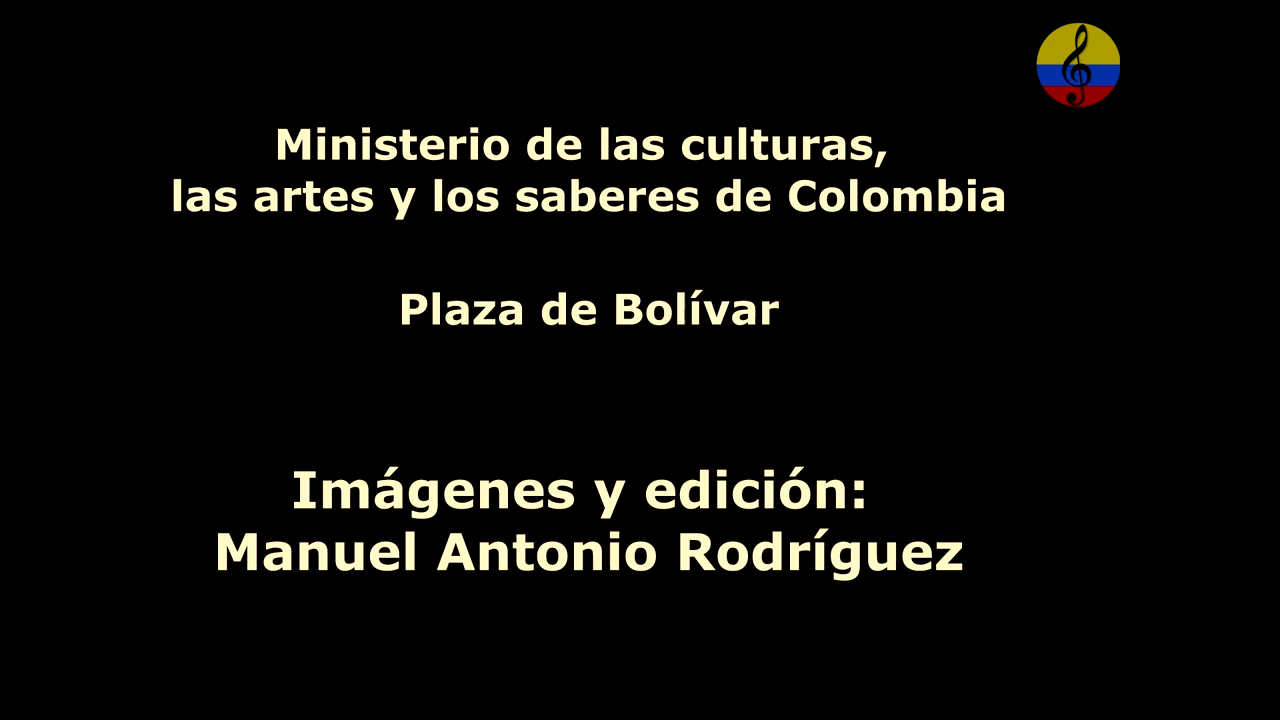 Ministerio de las culturas,
las artes y los saberes de Colombia
Plaza de Bolívar
Imágenes y edición:
Manuel Antonio Rodríguez